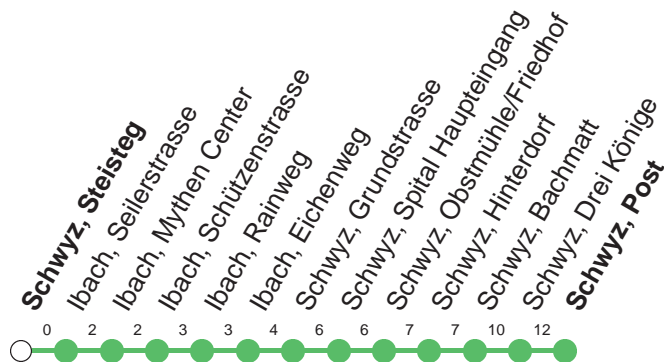 Schwyz, Steisteg
Ibach, Seilerstrasse
Ibach, Mythen Center
Ibach, Schützenstrasse
Ibach, Rainweg
Ibach, Eichenweg
Schwyz, Grundstrasse
Schwyz, Spital Haupteingang
Schwyz, Obstmühle/Friedhof
Schwyz, Hinterdorf
Schwyz, Bachmatt
Schwyz, Drei Könige
Schwyz, Post
0 2 2 3 3 4 6 6 7 7 10 12